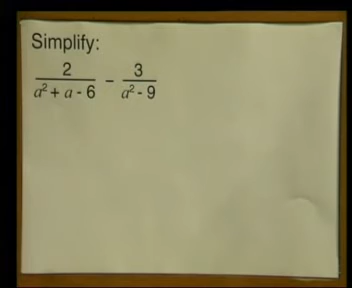 Simplify:
2/(a² + a - 6) - 3/(a² - 9)